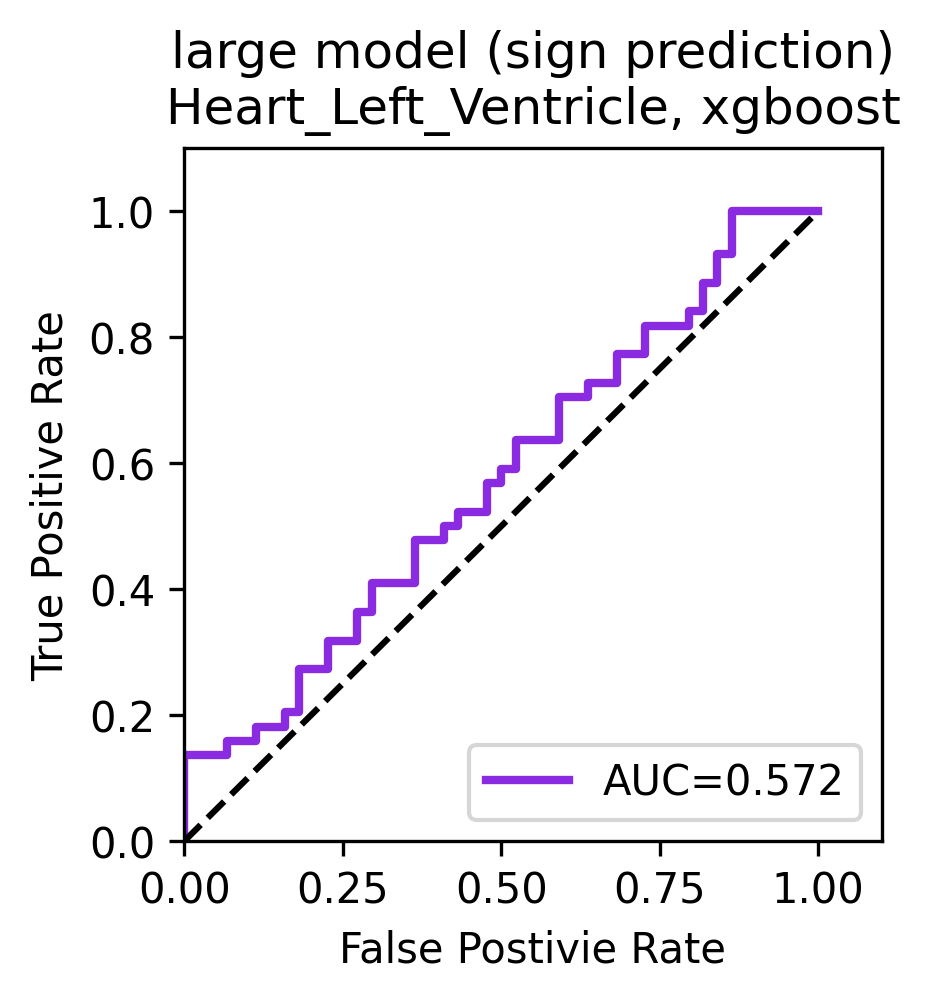 large model (sign prediction)
Heart_Left_Ventricle, xgboost
True Positive Rate
1.0
0.8
0.6
0.4
0.2
0.0
AUC=0.572
0.00 0.25 0.50 0.75 1.00
False Postivie Rate